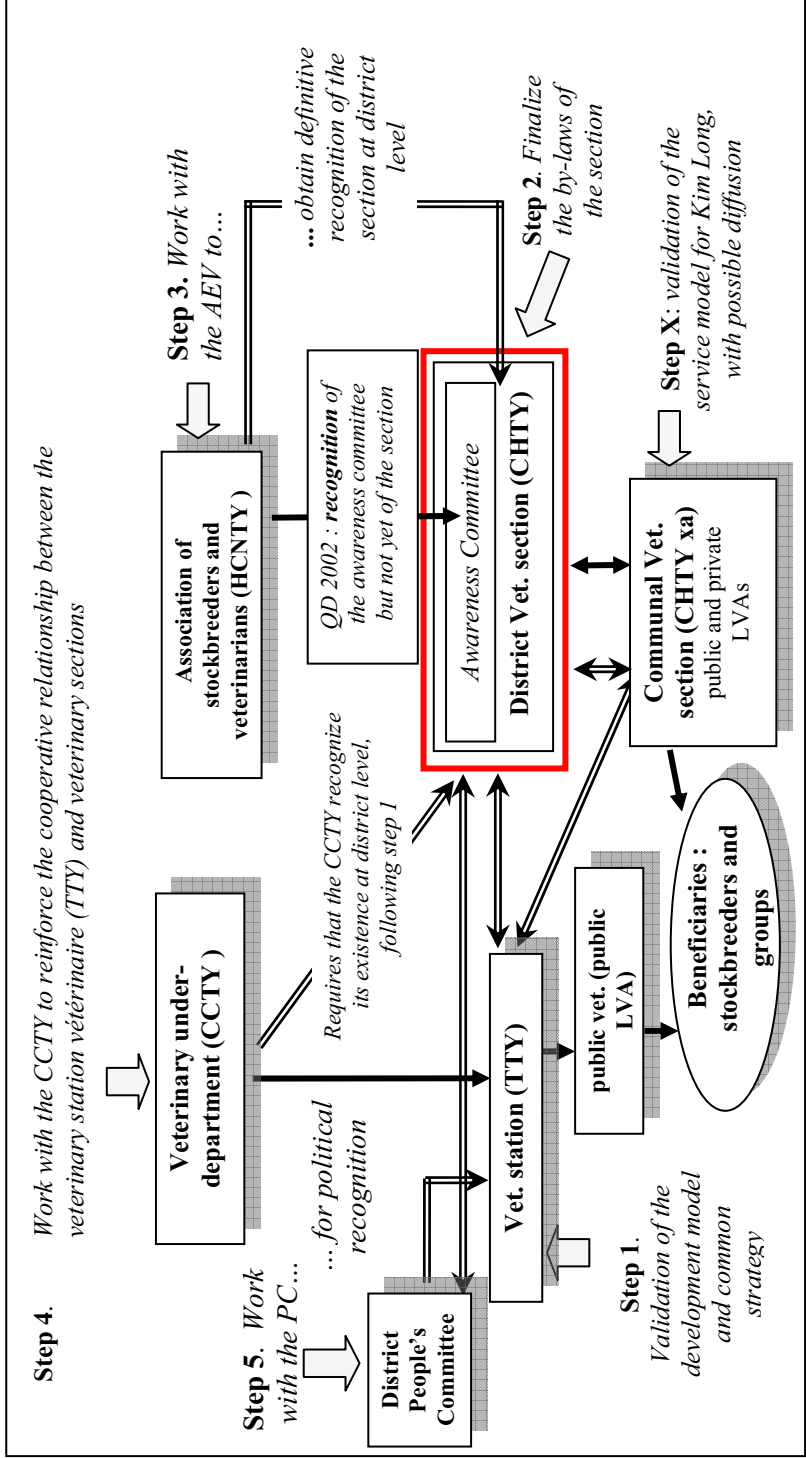 Step 4. Work with the CCTY to reinforce the cooperative relationship between the
veterinary station vétérinaire (TTY) and veterinary sections
Step 5. Work
with the PC…
… for political
recognition
District
People's
Committee
Veterinary under-
department (CCTY )
Requires that the CCTY recognize
its existence at district level,
following step 1
Association of
stockbreeders and
veterinarians (HCNTY )
Step 3. Work with
the AEV to…
QD 2002 : recognition of
the awareness committee
but not yet of the section
… obtain definitive
recognition of the
section at district
level
Awareness Committee
District Vet. section (CHTY)
Step 2. Finalize
the by-laws of
the section
Vet. station (TTY)
Step 1.
Validation of the
development model
and common
strategy
public vet. (public
LVA)
Communal Vet.
section (CHTY xa)
public and private
LVAs
Step X: validation of the
service model for Kim Long,
with possible diffusion
Beneficiaries :
stockbreeders and
groups